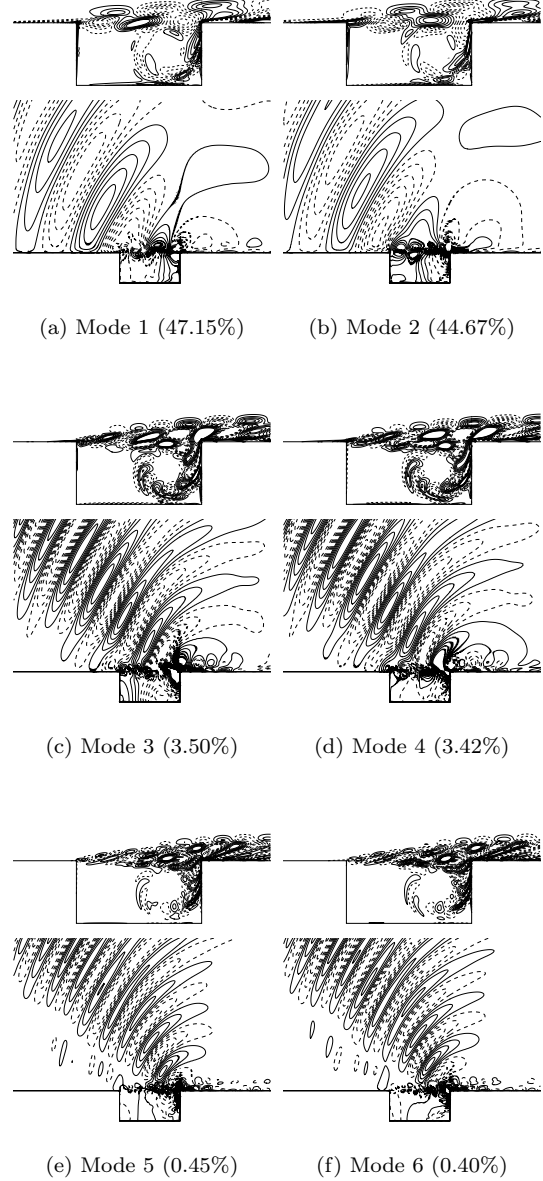 (a) Mode 1 (47.15%)
(b) Mode 2 (44.67%)
(c) Mode 3 (3.50%)
(d) Mode 4 (3.42%)
(e) Mode 5 (0.45%)
(f) Mode 6 (0.40%)